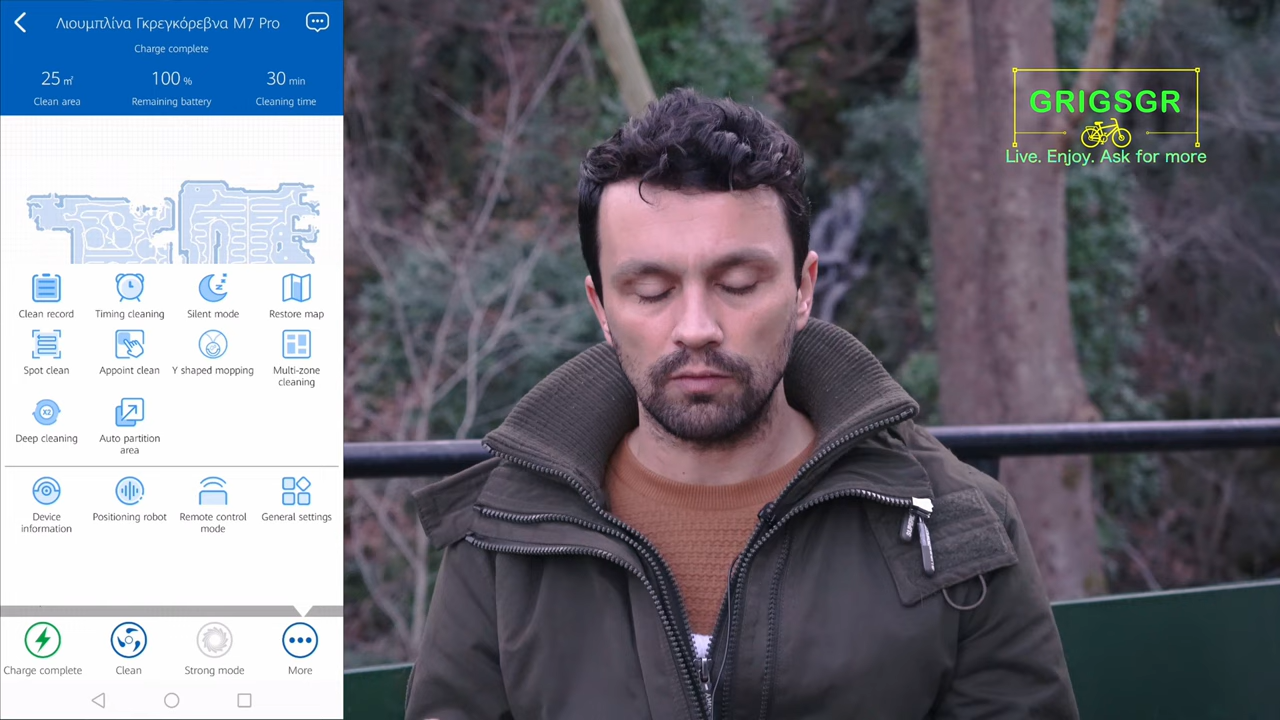 Λιουμπλίνα Γκρεγκόρεβνα M7 Pro
Charge complete
25 ㎡
100 %
30 min
Clean area
Remaining battery
Cleaning time
Clean record
Timing cleaning
Silent mode
Restore map
Spot clean
Appoint clean
Y shaped mopping
Multi-zone
cleaning
X2
Deep cleaning
Auto partition
area
Device
information
Positioning robot
Remote control
mode
General settings
Charge complete
Clean
Strong mode
More
GRIGSGR
Live. Enjoy. Ask for more